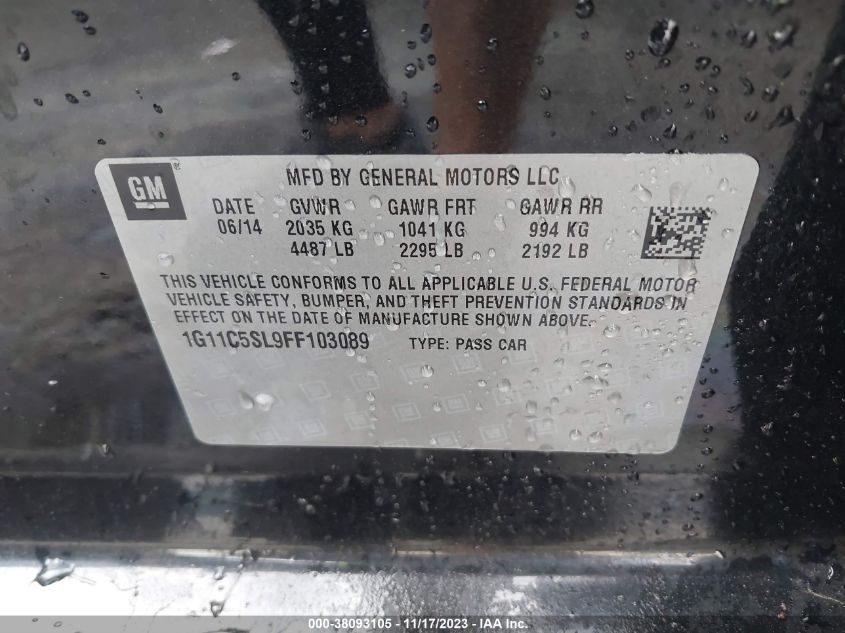 GM ®
MFD BY GENERAL MOTORS LLC
DATE GVWR GAWR FRT GAWR RR
06/14 2035 KG 1041 KG 994 KG
4487 LB 2295 LB 2192 LB
THIS VEHICLE CONFORMS TO ALL APPLICABLE U.S. FEDERAL MOTOR
VEHICLE SAFETY, BUMPER, AND THEFT PREVENTION STANDARDS IN
EFFECT ON THE DATE OF MANUFACTURE SHOWN ABOVE.
1G11C5SL9FF103089 TYPE: PASS CAR
000-38093105 - 11/17/2023 - IAA Inc.